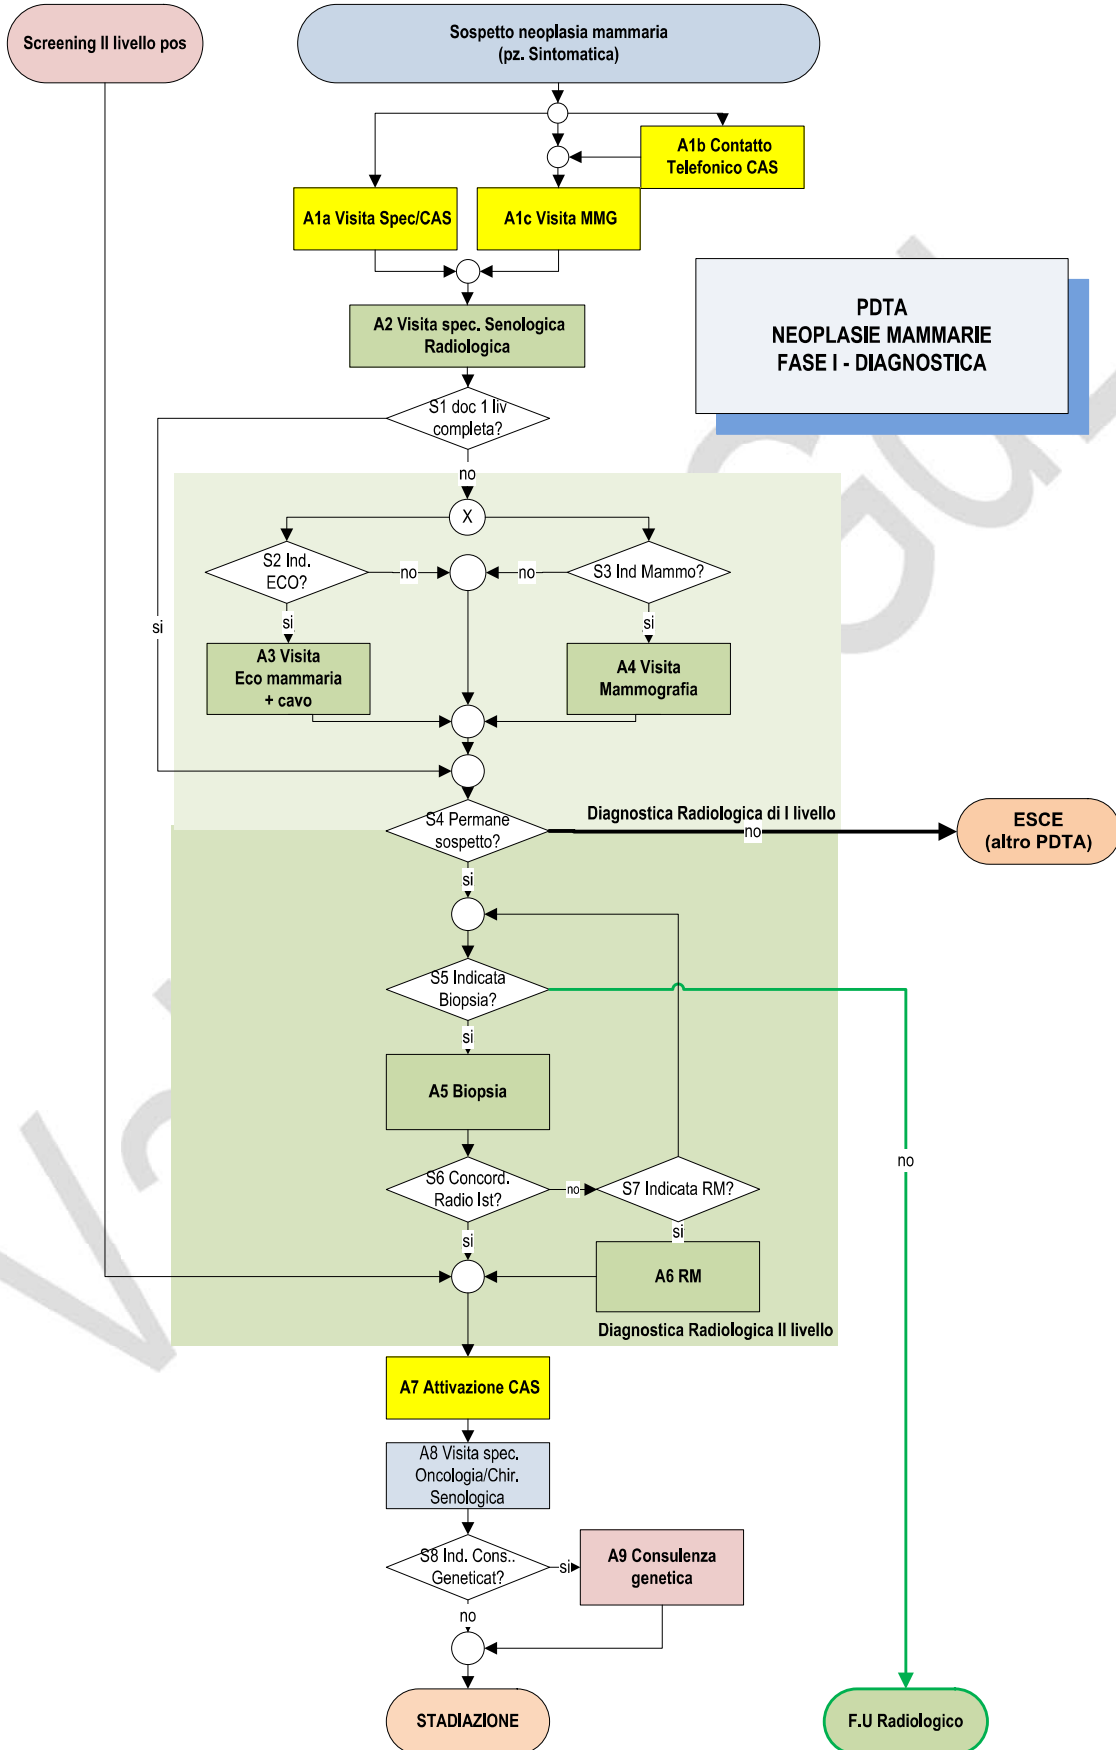 Screening II livello pos
Sospetto neoplasia mammaria
(pz. Sintomatica)
A1b Contatto
Telefonico CAS
A1a Visita Spec/CAS
A1c Visita MMG
PDTA
NEOPLASIE MAMMARIE
FASE I - DIAGNOSTICA
A2 Visita spec. Senologica
Radiologica
S1 doc 1 liv
completa?
no
X
S2 Ind.
ECO?
no
no
S3 Ind Mammo?
si
si
si
A3 Visita
Eco mammaria
+ cavo
A4 Visita
Mammografia
S4 Permane
sospetto?
Diagnostica Radiologica di I livello
no
ESCE
(altro PDTA)
si
S5 Indicata
Biopsia?
si
A5 Biopsia
no
S6 Concord.
Radio Ist?
no
S7 Indicata RM?
si
si
A6 RM
Diagnostica Radiologica II livello
A7 Attivazione CAS
A8 Visita spec.
Oncologia/Chir.
Senologica
S8 Ind. Cons..
Geneticat?
si
A9 Consulenza
genetica
no
STADIAZIONE
F.U Radiologico